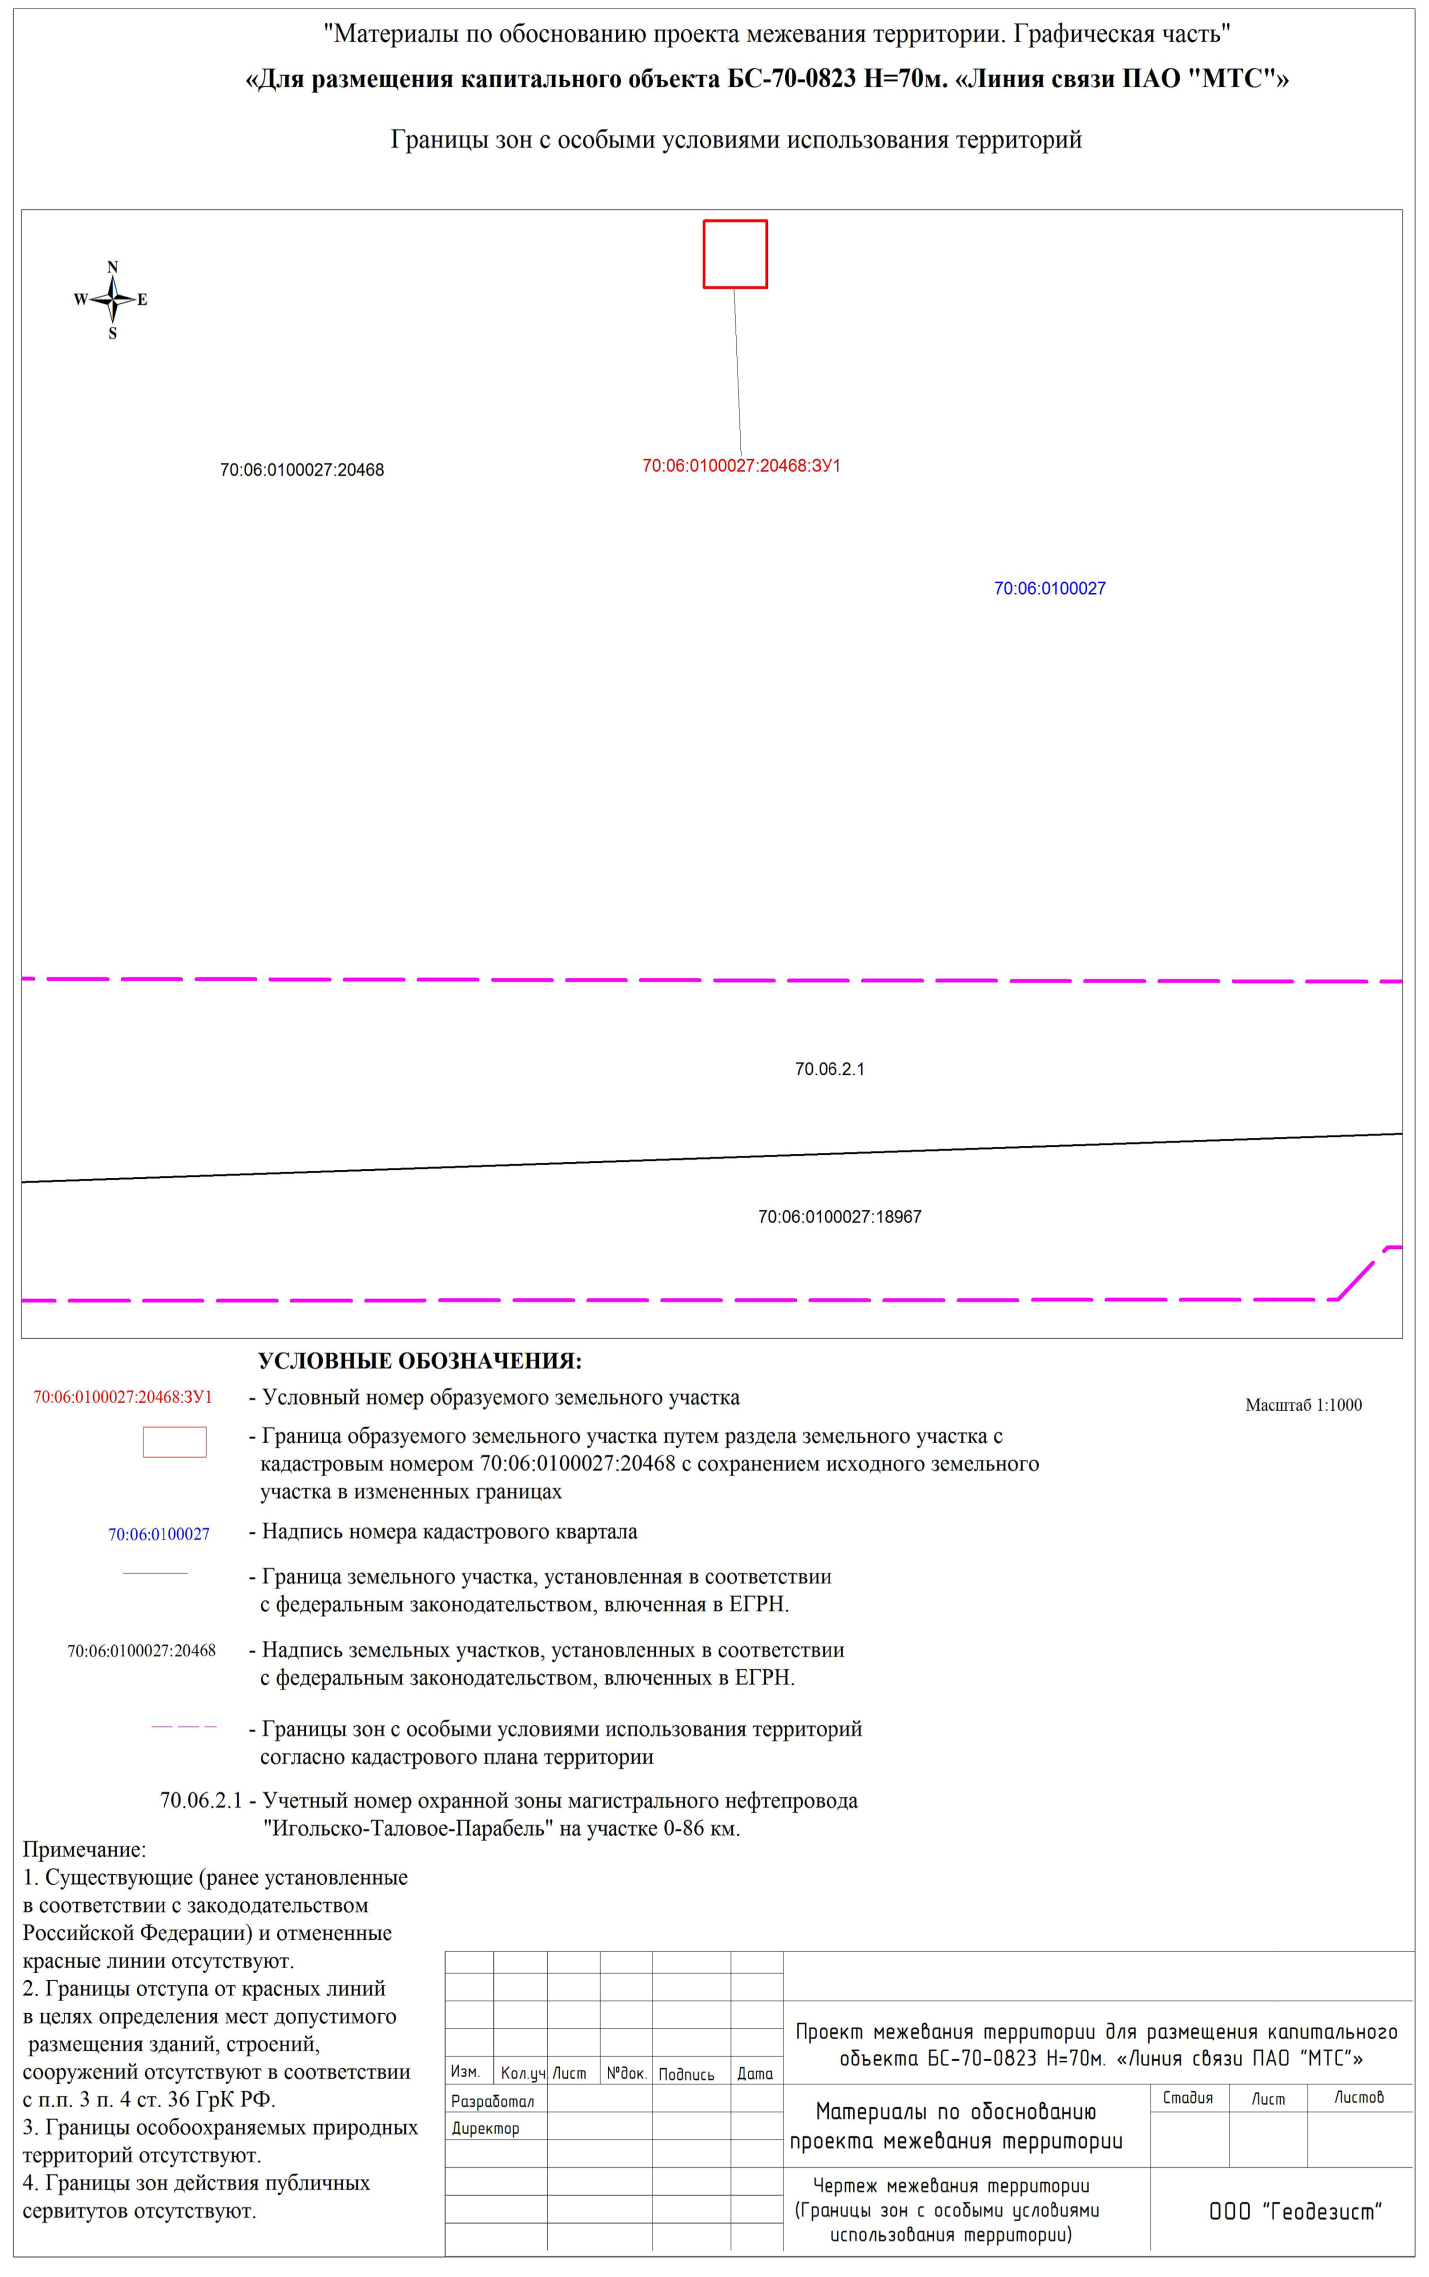 "Материалы по обоснованию проекта межевания территории. Графическая часть"
«Для размещения капитального объекта БС-70-0823 Н=70м. «Линия связи ПАО "МТС"»
Границы зон с особыми условиями использования территорий
N
W E
S
70:06:0100027:20468
70:06:0100027:20468:ЗУ1
70:06:0100027
70.06.2.1
70:06:0100027:18967
УСЛОВНЫЕ ОБОЗНАЧЕНИЯ:
70:06:0100027:20468:ЗУ1 - Условный номер образуемого земельного участка
Масштаб 1:1000
- Граница образуемого земельного участка путем раздела земельного участка с
кадастровым номером 70:06:0100027:20468 с сохранением исходного земельного
участка в измененных границах
70:06:0100027 - Надпись номера кадастрового квартала
- Граница земельного участка, установленная в соответствии
с федеральным законодательством, влюченная в ЕГРН.
70:06:0100027:20468 - Надпись земельных участков, установленных в соответствии
с федеральным законодательством, влюченных в ЕГРН.
- Границы зон с особыми условиями использования территорий
согласно кадастрового плана территории
70.06.2.1 - Учетный номер охранной зоны магистрального нефтепровода
"Игольско-Таловое-Парабель" на участке 0-86 км.
Примечание:
1. Существующие (ранее установленные
в соответствии с закододательством
Российской Федерации) и отмененные
красные линии отсутствуют.
2. Границы отступа от красных линий
в целях определения мест допустимого
размещения зданий, строений,
сооружений отсутствуют в соответствии
с п.п. 3 п. 4 ст. 36 ГрК РФ.
3. Границы особоохраняемых природных
территорий отсутствуют.
4. Границы зон действия публичных
сервитутов отсутствуют.
Проект межевания территории для размещения капитального
объекта БС-70-0823 Н=70м. «Линия связи ПАО "МТС"»
Изм. Кол.уч Лист №док. Подпись Дата
Разработал
Директор
Материалы по обоснованию
проекта межевания территории
Стадия Лист Листов
Чертеж межевания территории
(Границы зон с особыми условиями
использования территории)
ООО "Геодезист"